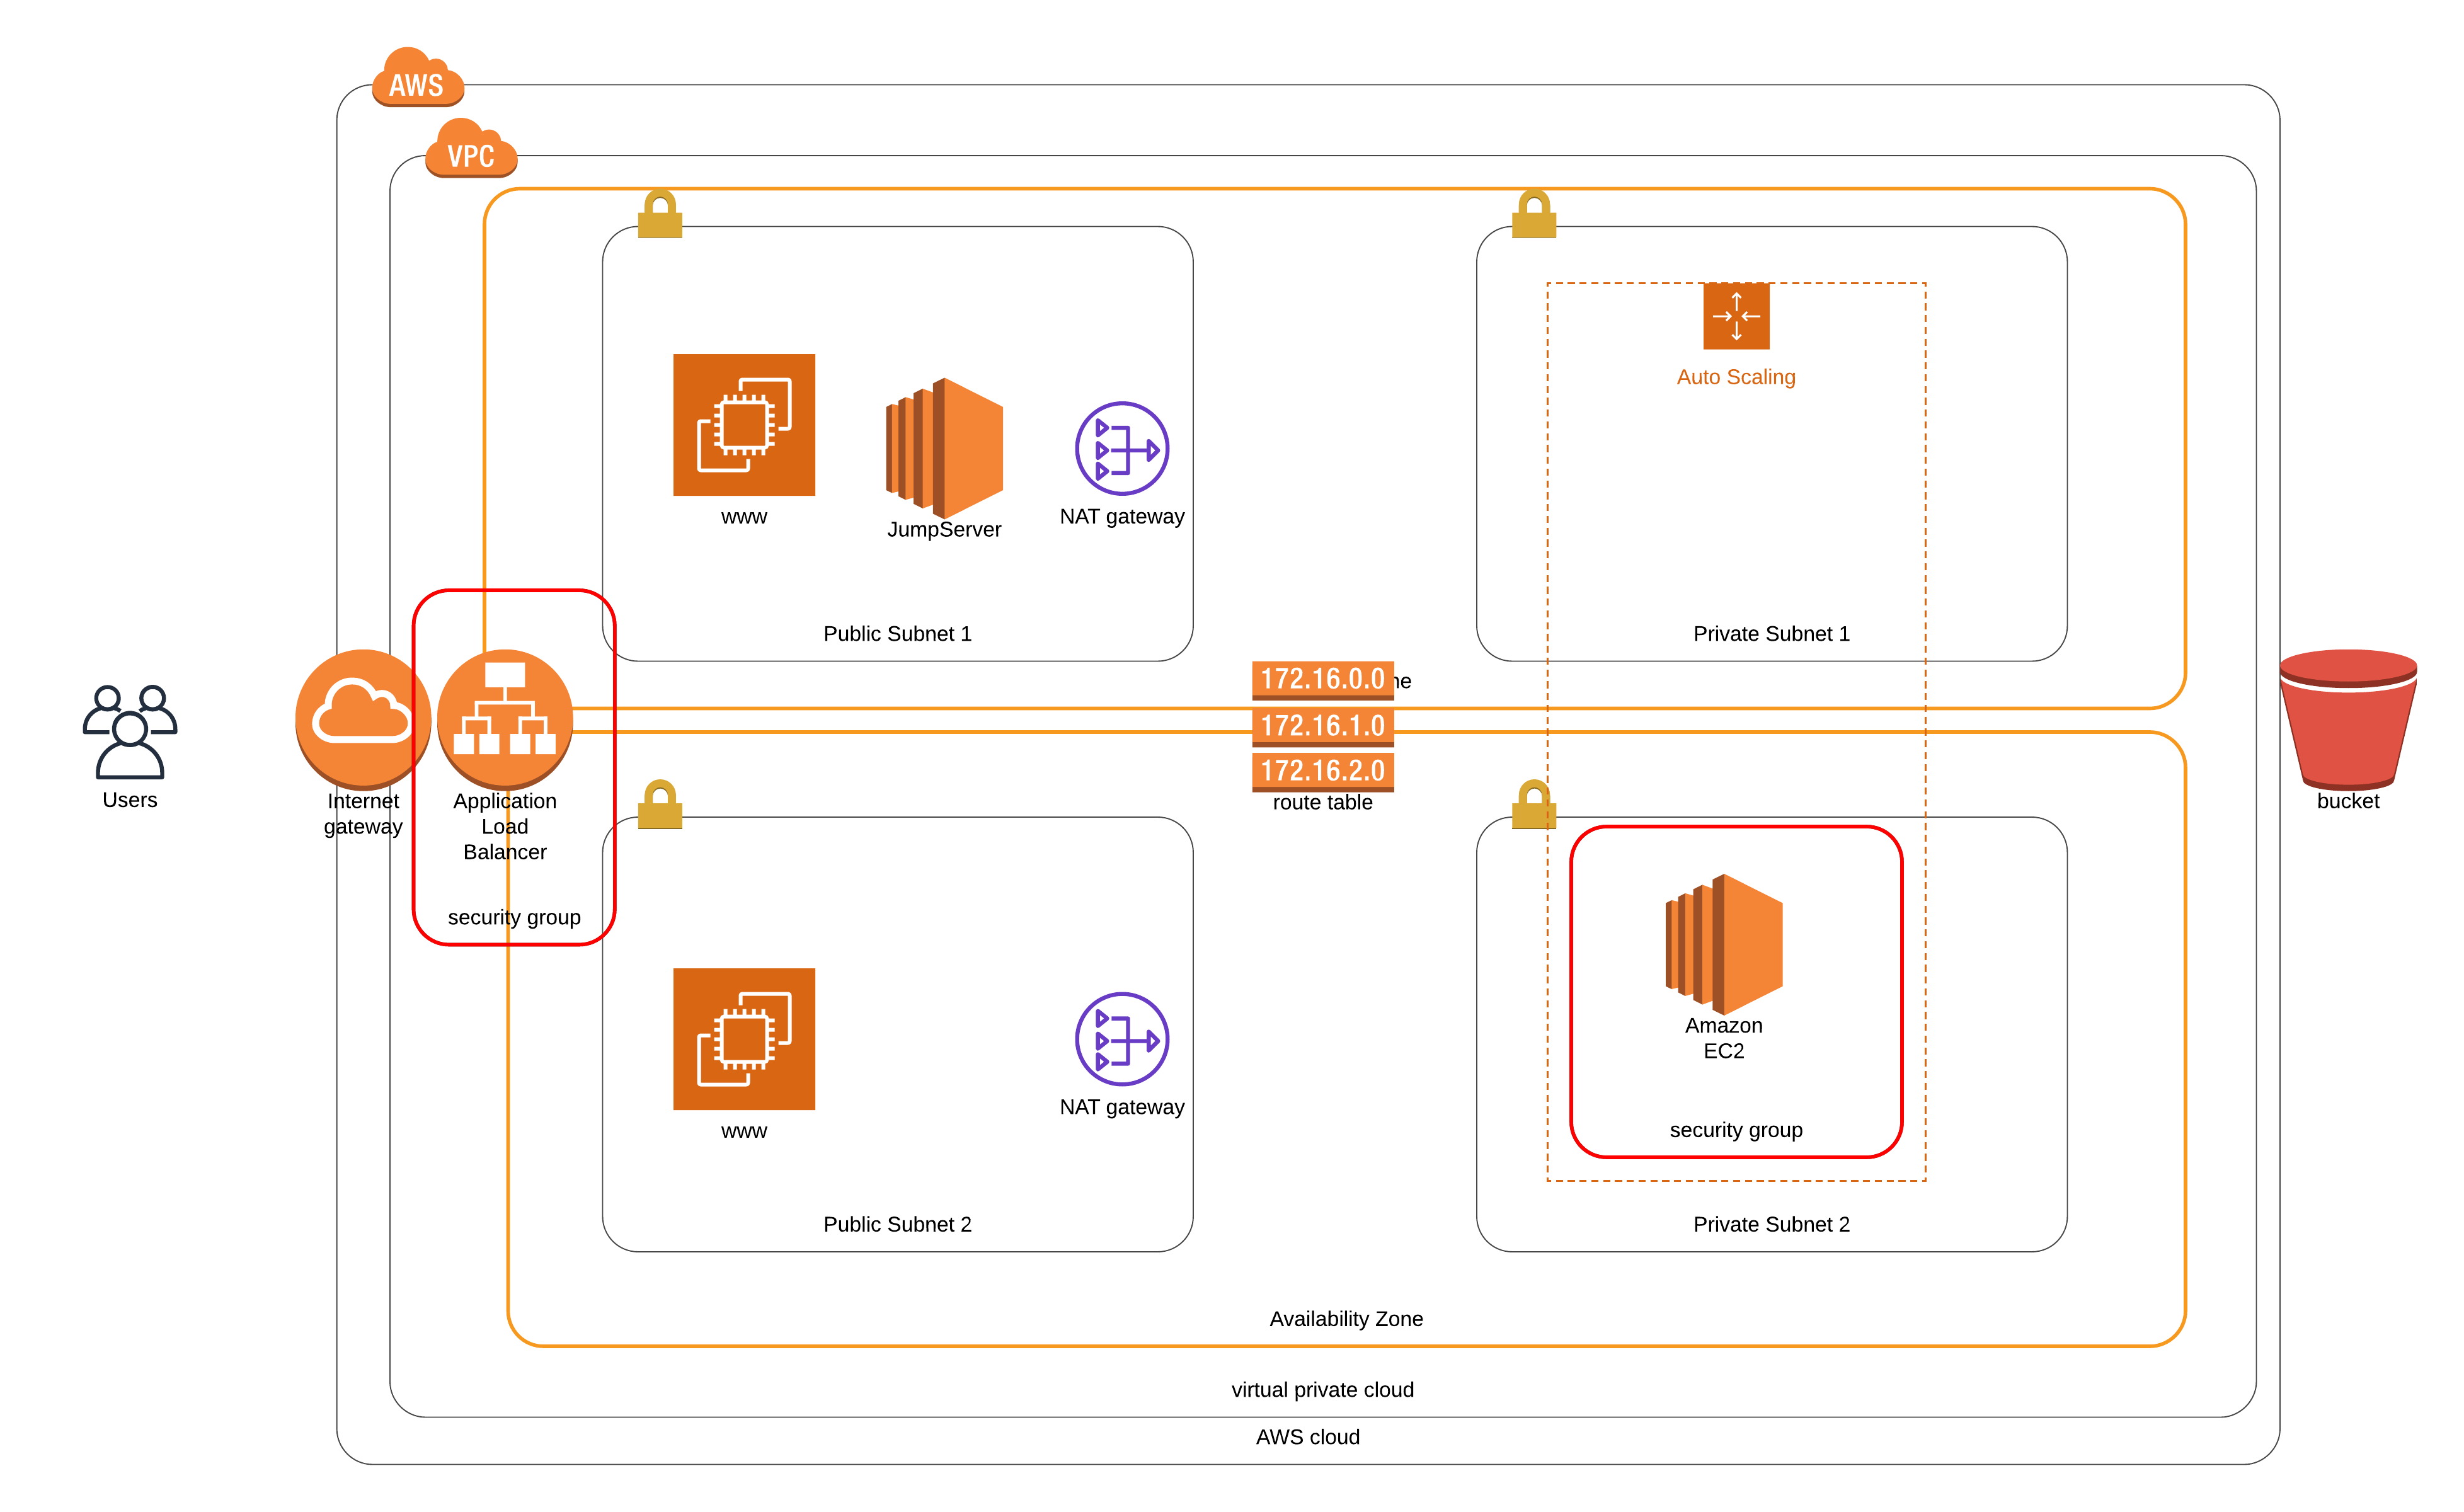 AWS
VPC
Auto Scaling
www
JumpServer
NAT gateway
Public Subnet 1
Private Subnet 1
172.16.0.0
172.16.1.0
172.16.2.0
route table
Users
Internet
gateway
Application
Load
Balancer
security group
bucket
www
NAT gateway
Public Subnet 2
Amazon
EC2
security group
Private Subnet 2
Availability Zone
virtual private cloud
AWS cloud